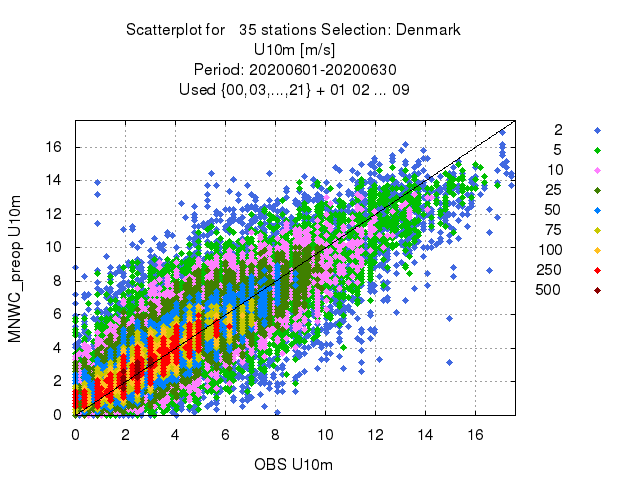 Scatterplot for 35 stations Selection: Denmark
U10m [m/s]
Period: 20200601-20200630
Used {00,03,...,21} + 01 02 ... 09
MNWC_preop U10m
16
14
12
10
8
6
4
2
0
0 2 4 6 8 10 12 14 16
OBS U10m
2
5
10
25
50
75
100
250
500